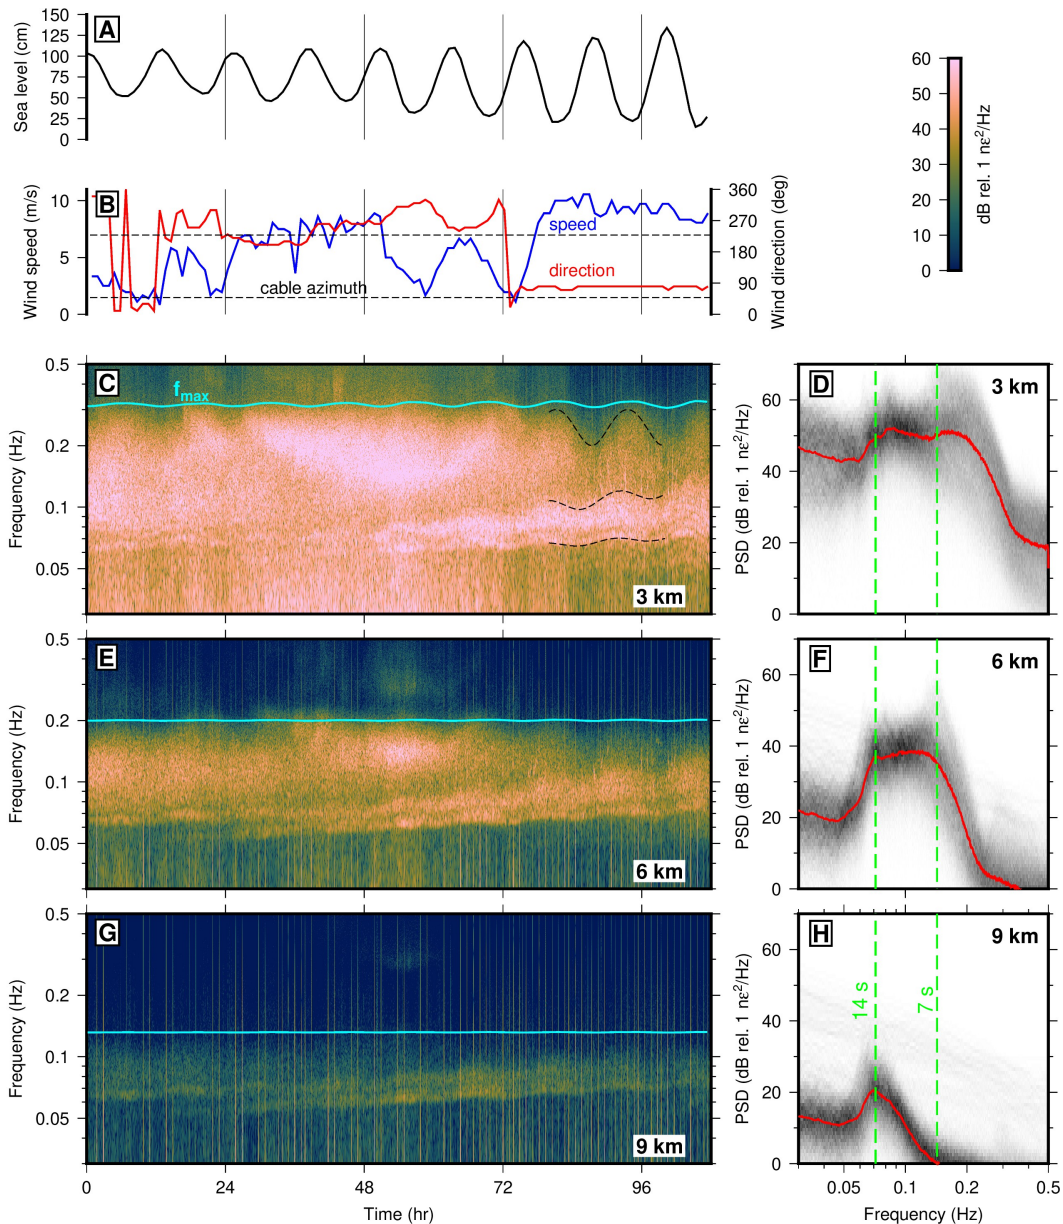 A
150
125
100
75
50
25
0
Sea level (cm)
60
50
40
30
20
10
0
dB rel. 1 nε²/Hz
B
10
5
0
Wind speed (m/s)
360
270
180
90
0
Wind direction (deg)
speed
direction
cable azimuth
C
fmax
0.5
0.2
0.1
0.05
Frequency (Hz)
3 km
D
3 km
60
40
20
0
PSD (dB rel. 1 nε²/Hz)
E
0.5
0.2
0.1
0.05
Frequency (Hz)
6 km
F
6 km
60
40
20
0
PSD (dB rel. 1 nε²/Hz)
G
0.5
0.2
0.1
0.05
Frequency (Hz)
9 km
0 24 48 72 96
Time (hr)
H
9 km
14 s
7 s
60
40
20
0
PSD (dB rel. 1 nε²/Hz)
0.05 0.1 0.2 0.5
Frequency (Hz)